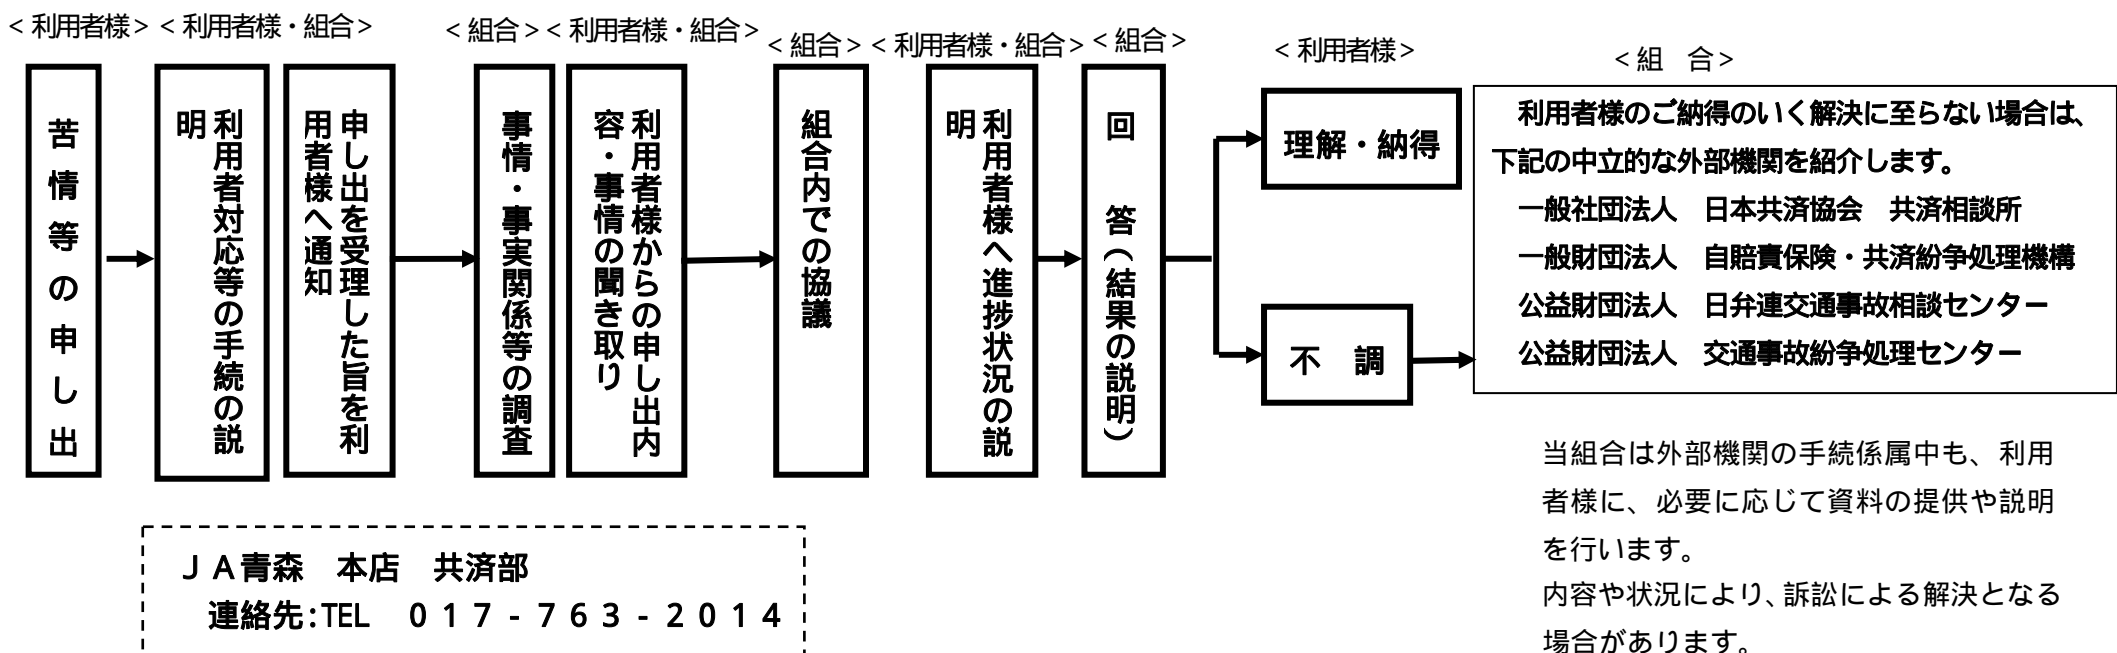 <利用者様>
<利用者様・組合>
<組合>
<利用者様・組合>
<組合>
<利用者様・組合>
<組合>
<利用者様>
<組　合>
苦情等の申し出
利用者対応等の手続の説
明
申し出を受理した旨を利
用者様へ通知
事情・事実関係等の調査
利用者様からの申し出内
容・事情の聞き取り
組合内での協議
利用者様へ進捗状況の説
明
回　答(結果の説明)
理解・納得
不　調
利用者様のご納得のいく解決に至らない場合は、
下記の中立的な外部機関を紹介します。
一般社団法人　日本共済協会　共済相談所
一般財団法人　自賠責保険・共済紛争処理機構
公益財団法人　日弁連交通事故相談センター
公益財団法人　交通事故紛争処理センター
当組合は外部機関の手続係属中も、利用
者様に、必要に応じて資料の提供や説明
を行います。
内容や状況により、訴訟による解決となる
場合があります。
ＪＡ青森　本店　共済部
連絡先:TEL　０１７-７６３-２０１４